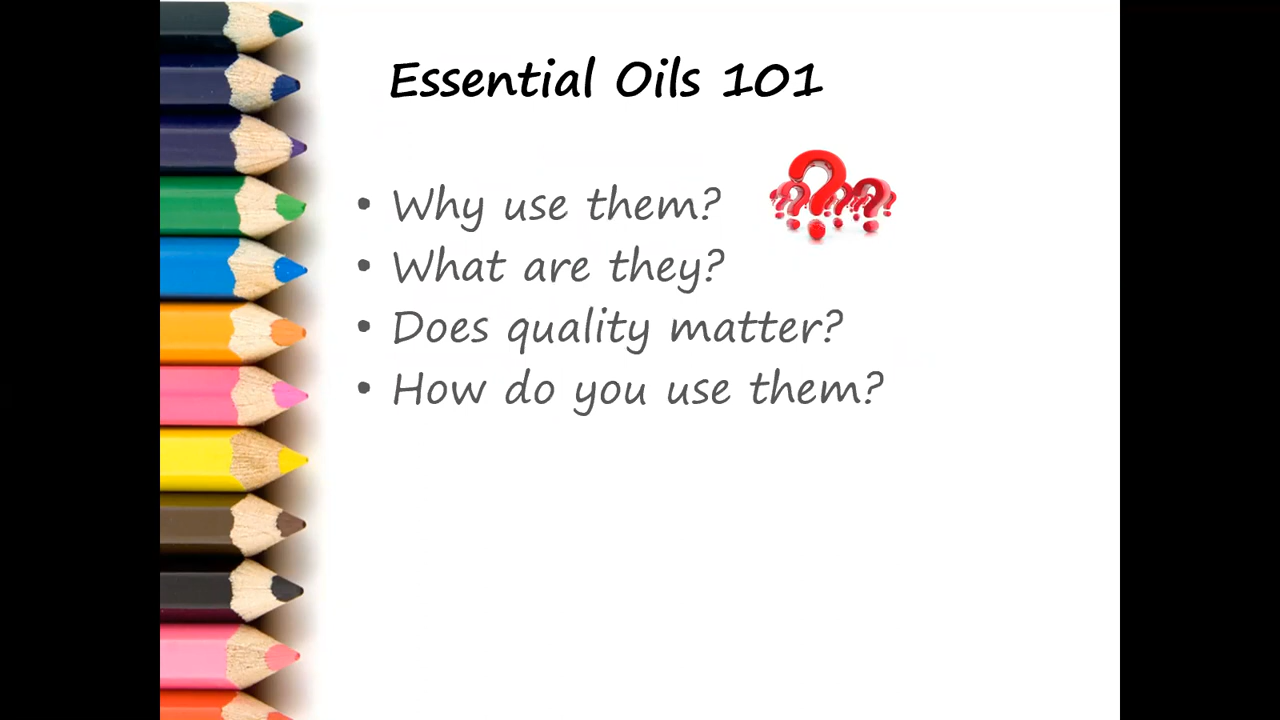 Essential Oils 101
• Why use them?
• What are they?
• Does quality matter?
• How do you use them?